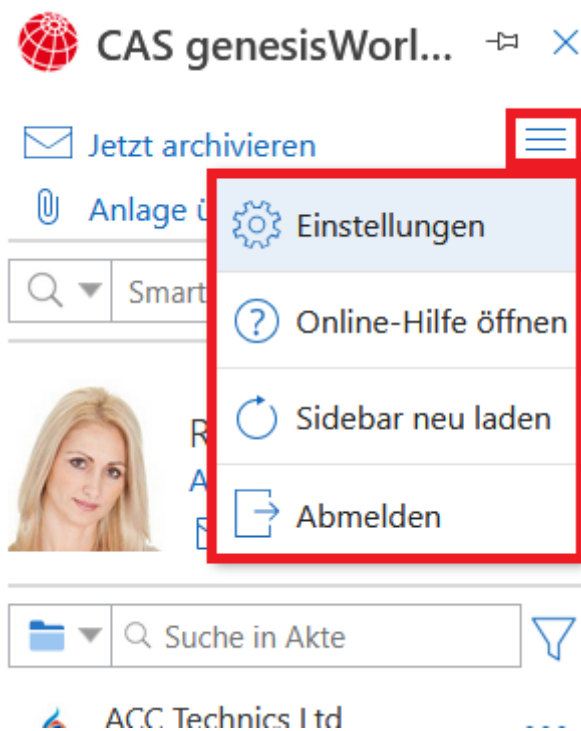 CAS genesisWorl...
Jetzt archivieren
Anlage ü
Einstellungen
Smart
Online-Hilfe öffnen
Sidebar neu laden
R
A
Abmelden
Suche in Akte
ACC Technics Ltd